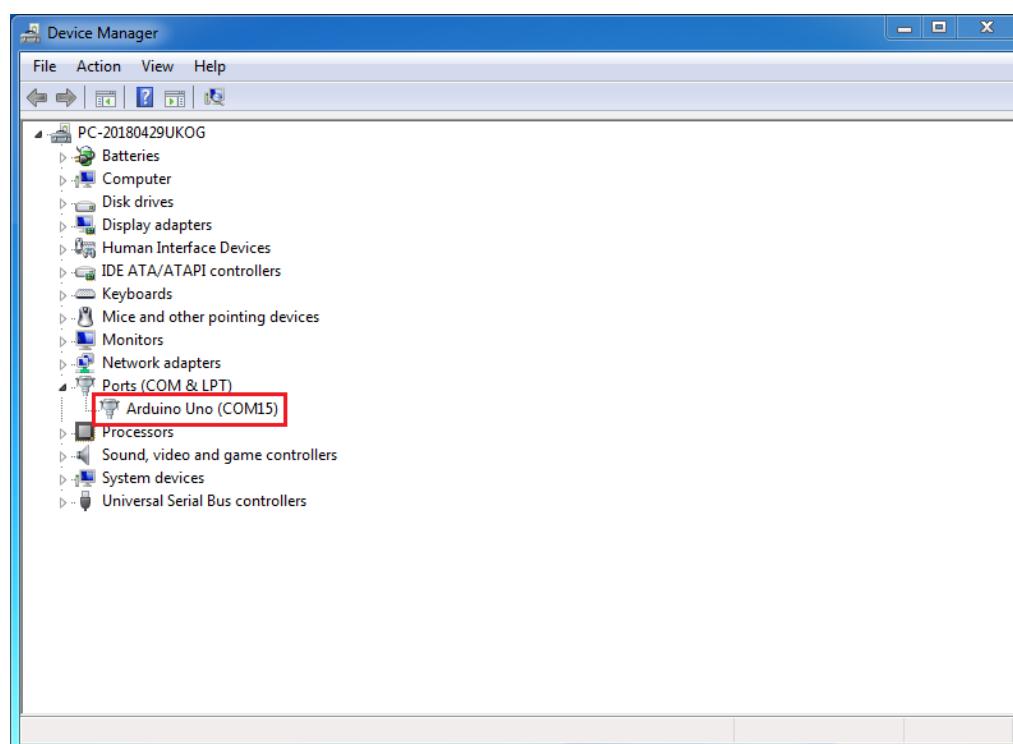 Device Manager
File Action View Help
PC-20180429UKOG
Batteries
Computer
Disk drives
Display adapters
Human Interface Devices
IDE ATA/ATAPI controllers
Keyboards
Mice and other pointing devices
Monitors
Network adapters
Ports (COM & LPT)
Arduino Uno (COM15)
Processors
Sound, video and game controllers
System devices
Universal Serial Bus controllers